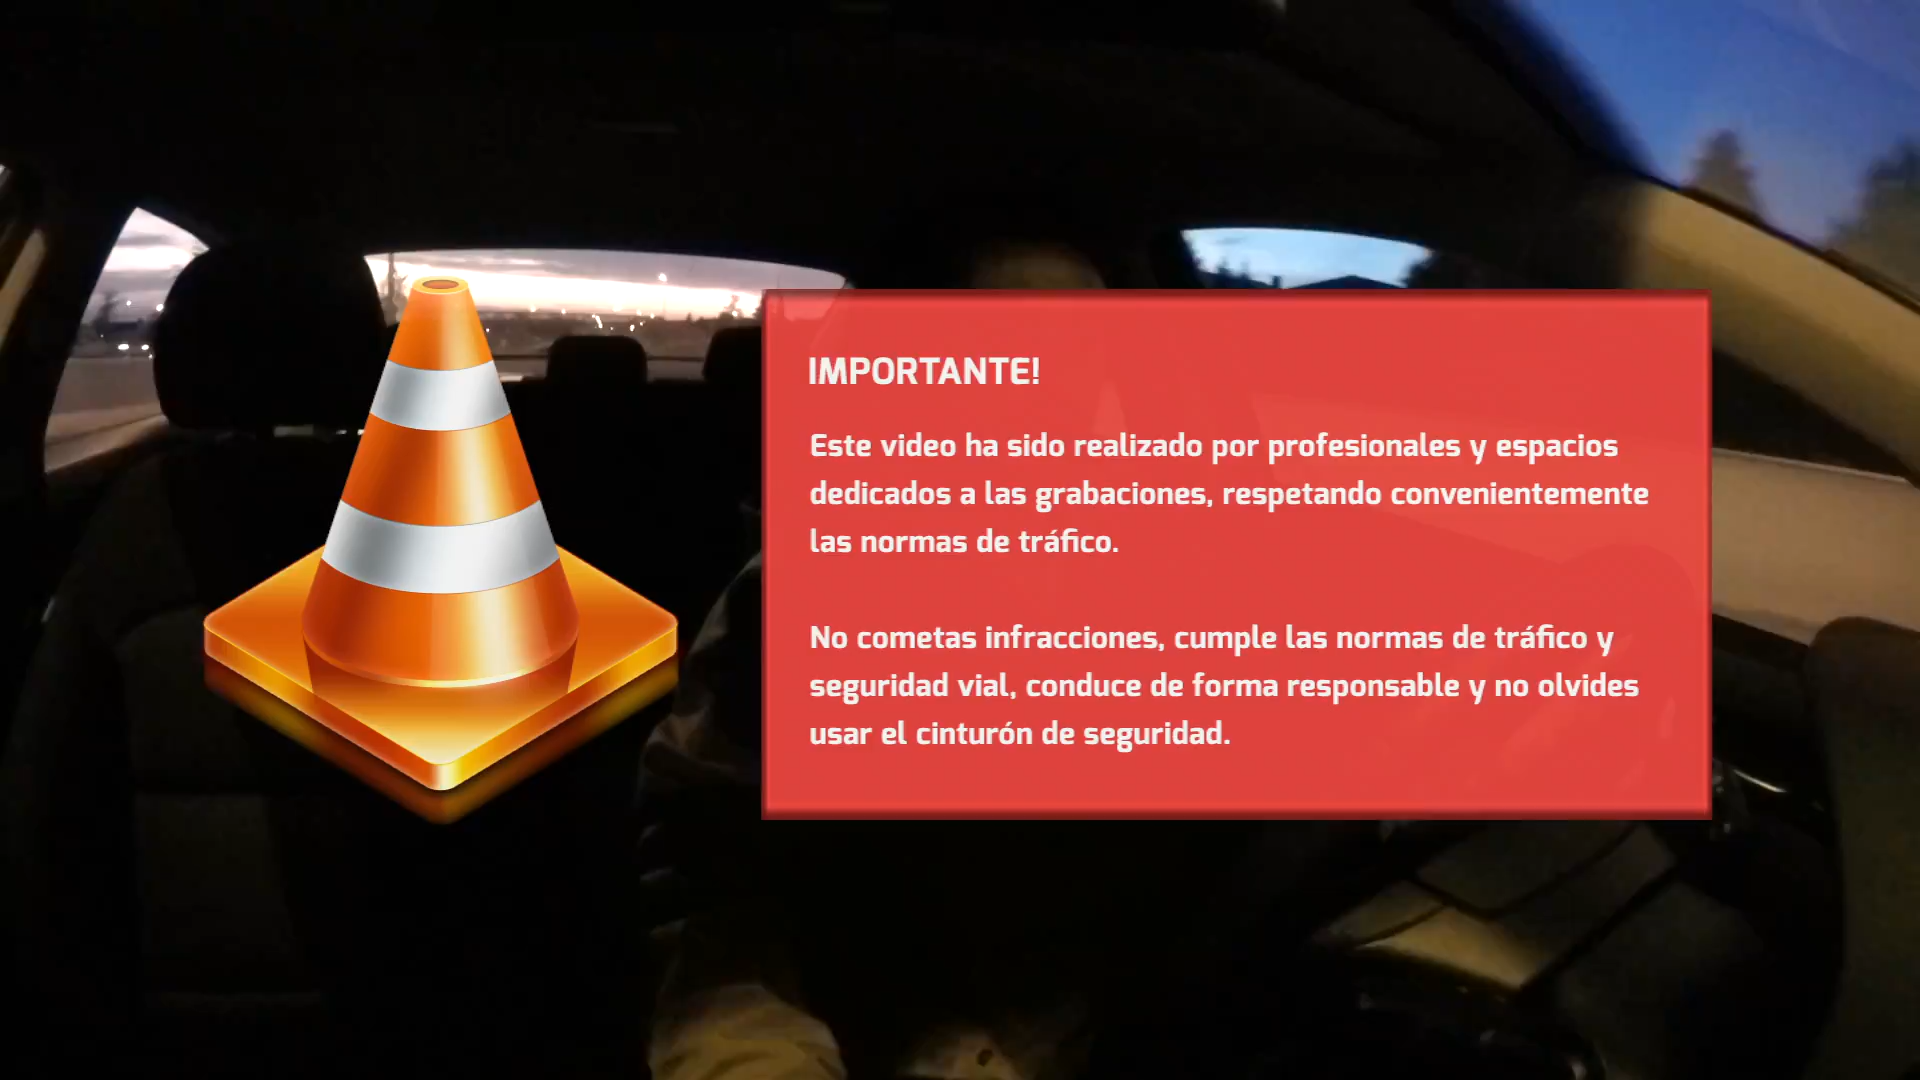 IMPORTANTE!
Este video ha sido realizado por profesionales y espacios
dedicados a las grabaciones, respetando convenientemente
las normas de tráfico.
No cometas infracciones, cumple las normas de tráfico y
seguridad vial, conduce de forma responsable y no olvides
usar el cinturón de seguridad.